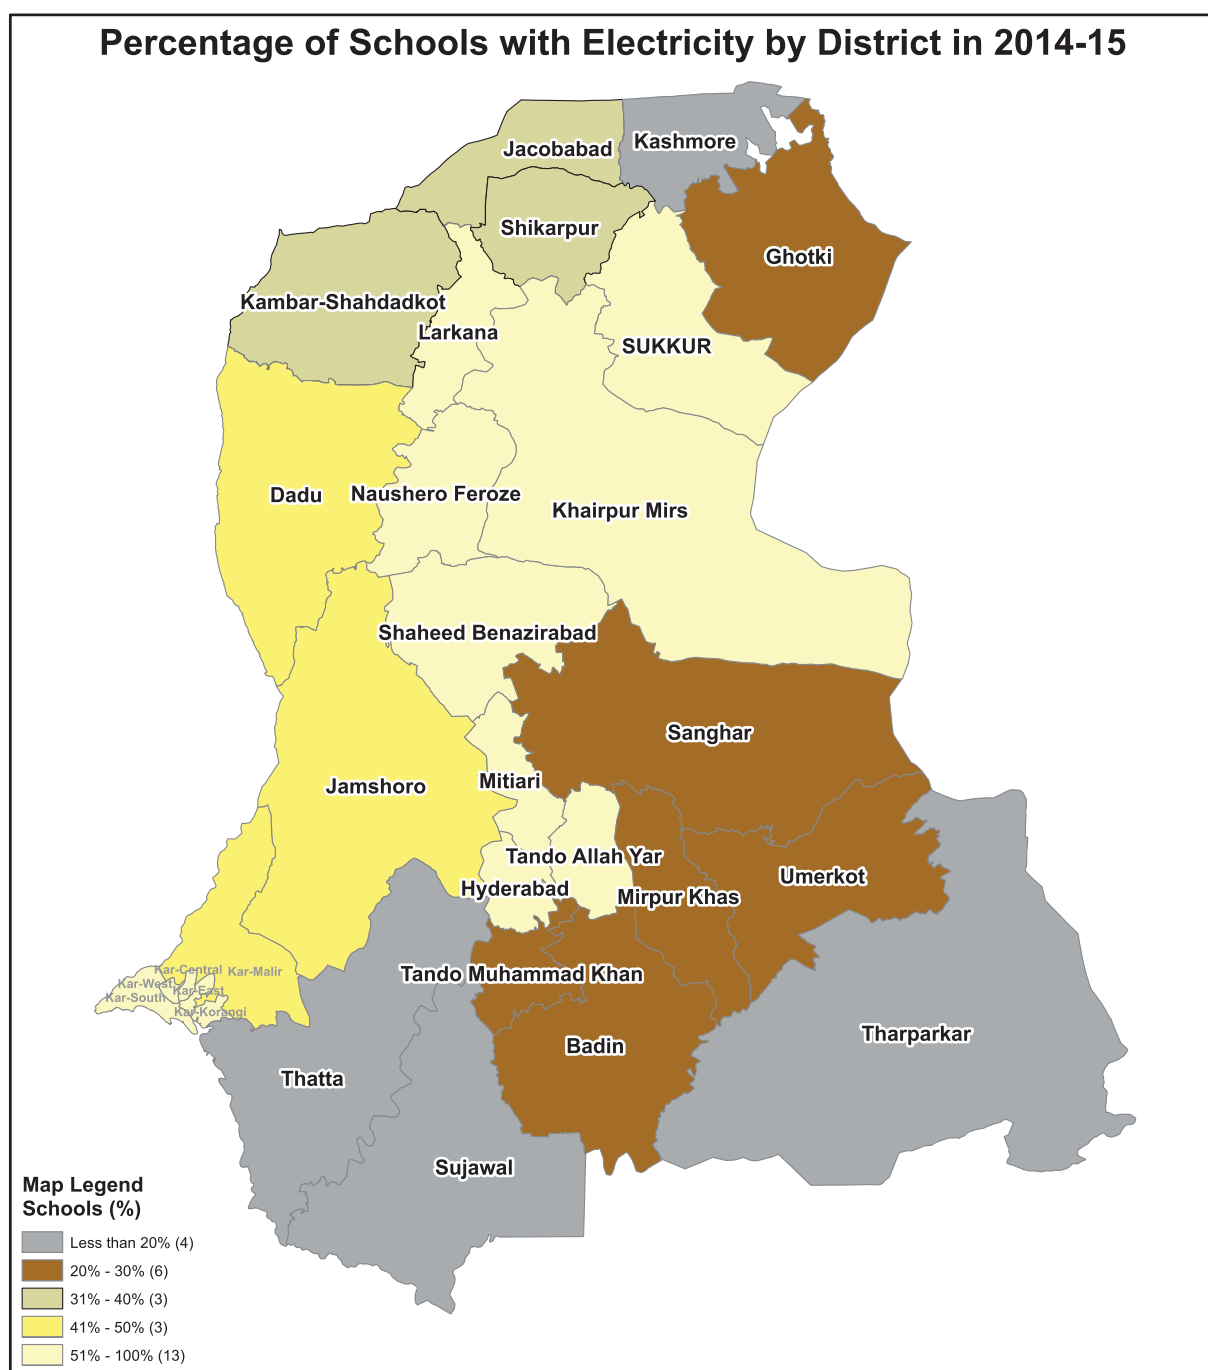 Percentage of Schools with Electricity by District in 2014-15
Kashmore
Jacobabad
Shikarpur
Ghotki
Kambar-Shahdadkot
Larkana
SUKKUR
Dadu
Naushero Feroze
Khairpur Mirs
Shaheed Benazirabad
Sanghar
Mitiari
Jamshoro
Tando Allah Yar
Umerkot
Hyderabad
Mirpur Khas
Kar-Central
Kar-Malir
Tando Muhammad Khan
Kar-West
Kar-East
Kar-South
Kar-Korangi
Tharparkar
Badin
Thatta
Sujawal
Map Legend
Schools (%)
Less than 20% (4)
20% - 30% (6)
31% - 40% (3)
41% - 50% (3)
51% - 100% (13)